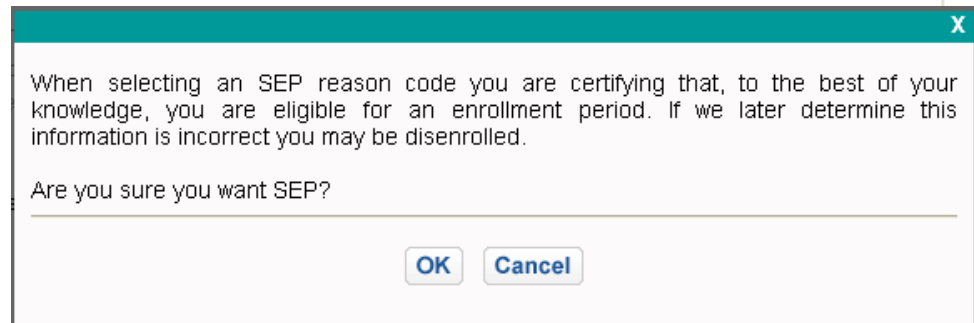 X
When selecting an SEP reason code you are certifying that, to the best of your
knowledge, you are eligible for an enrollment period. If we later determine this
information is incorrect you may be disenrolled.
Are you sure you want SEP?
OK Cancel